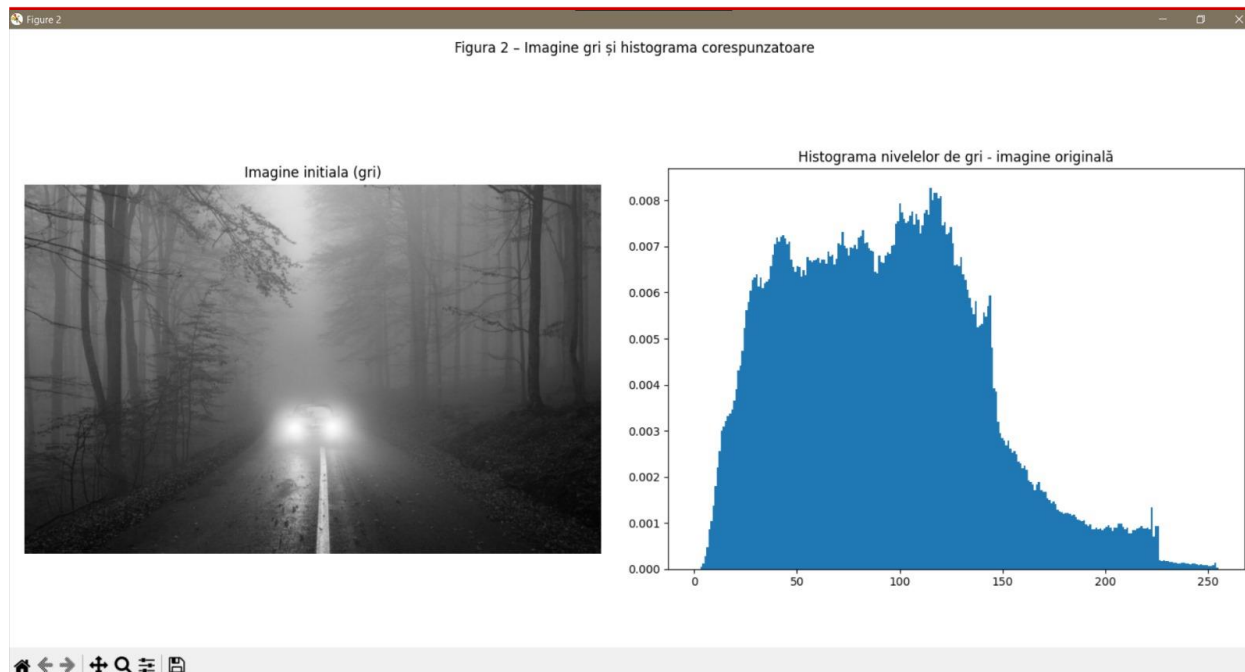 Figure 2
Figura 2 – Imagine gri și histograma corespunzatoare
Imagine initiala (gri)
Histograma nivelelor de gri - imagine originală
0.008
0.007
0.006
0.005
0.004
0.003
0.002
0.001
0.000
0 50 100 150 200 250